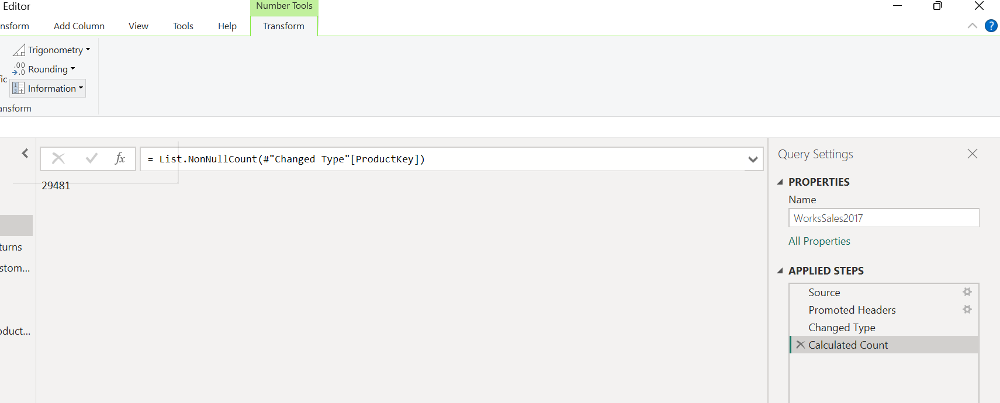 Editor
Number Tools
nsform Add Column View Tools Help Transform
?
Trigonometry
.00
.0 Rounding
ic
Information
ansform
fx = List.NonNullCount(#"Changed Type"[ProductKey])
29481
turns
stom...
oduct...
Query Settings
PROPERTIES
Name
WorksSales2017
All Properties
APPLIED STEPS
Source
Promoted Headers
Changed Type
Calculated Count